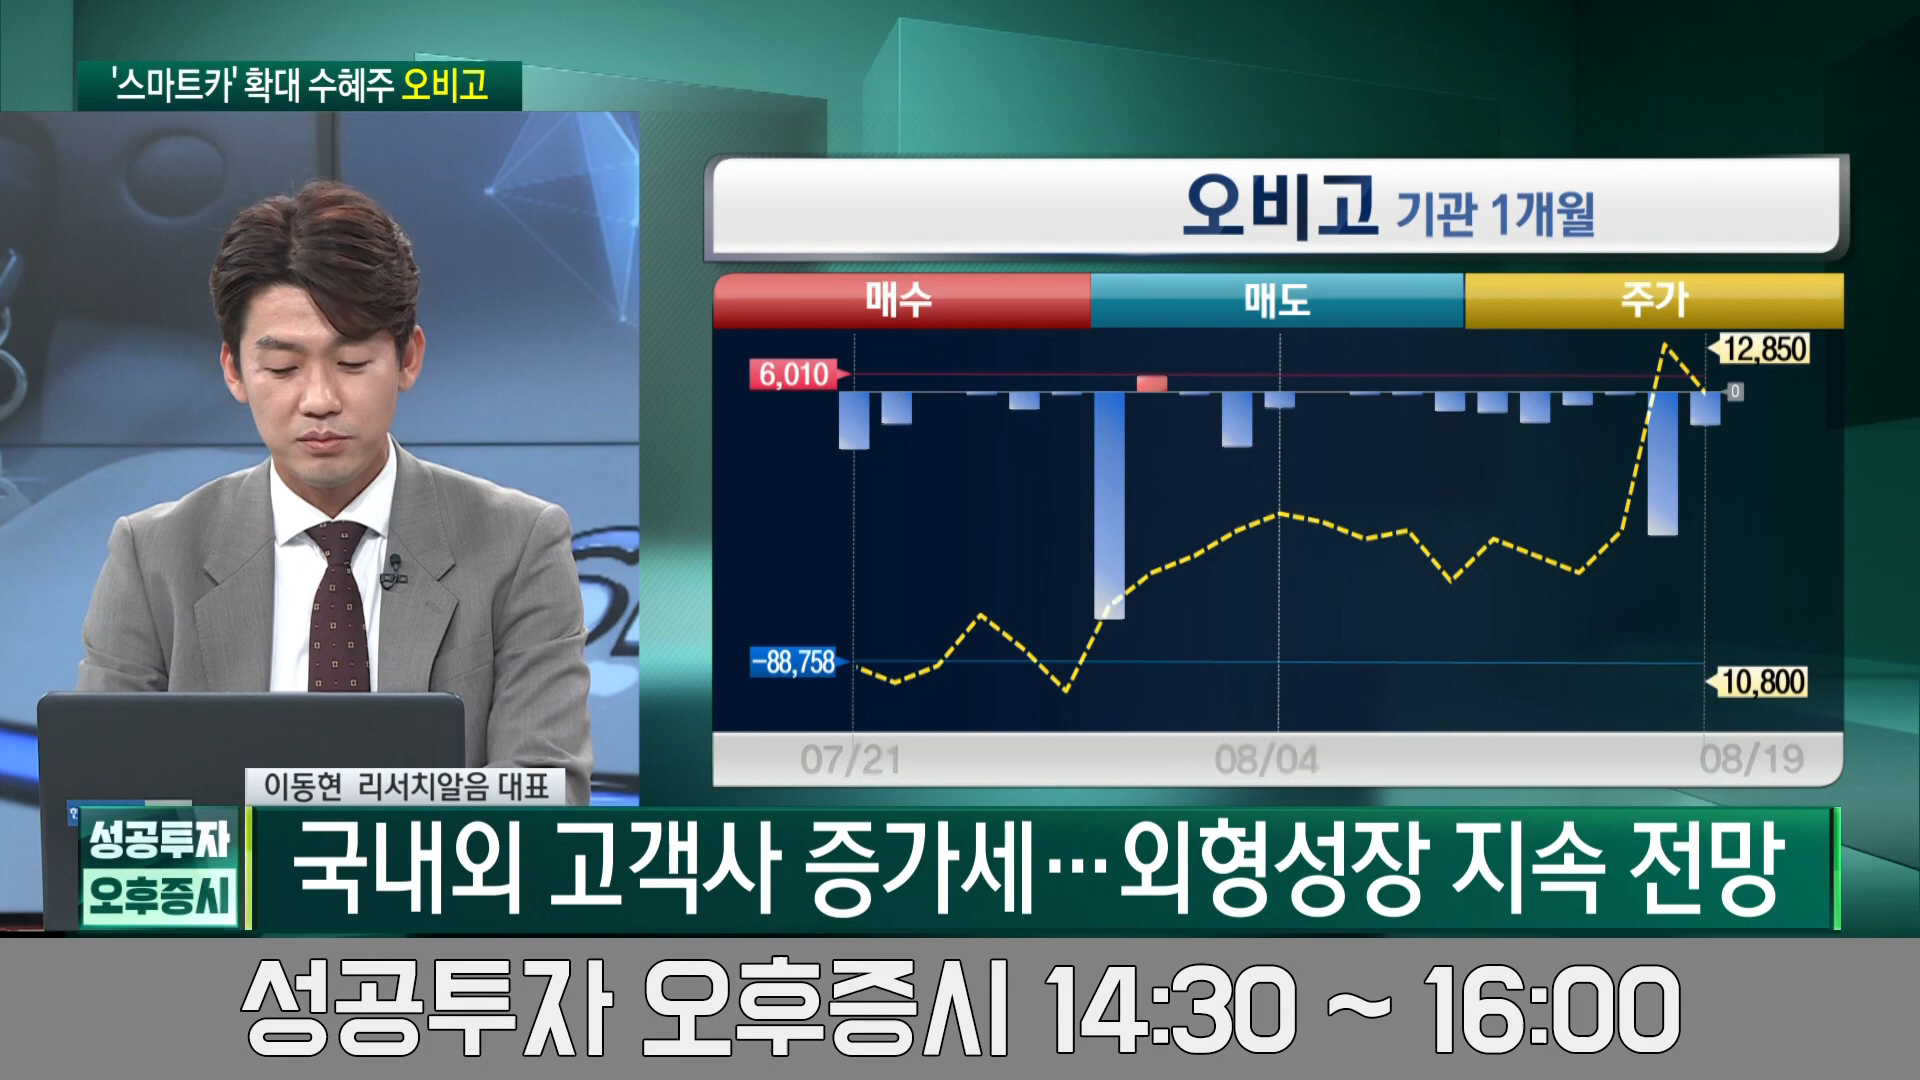 '스마트카' 확대 수혜주 오비고
오비고 기관 1개월
매수 매도 주가
6,010
12,850
0
-88,758
10,800
07/21 08/04 08/19
이동현 리서치알음 대표
성공투자
오후증시
국내외 고객사 증가세…외형성장 지속 전망
성공투자 오후증시 14:30 ~ 16:00